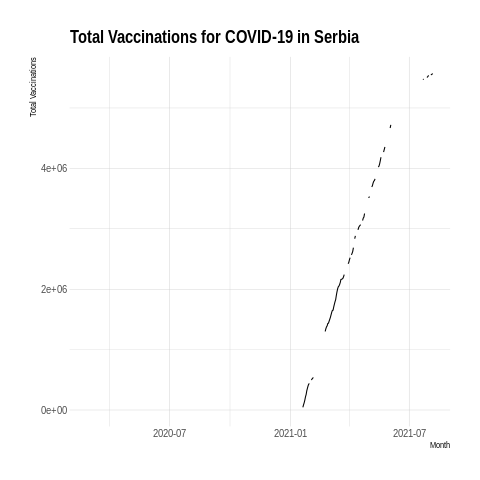 Total Vaccinations for COVID-19 in Serbia
Total Vaccinations
4e+06
2e+06
0e+00
2020-07
2021-01
2021-07
Month